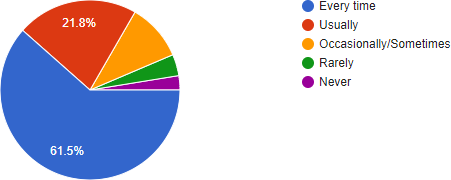 21.8%
61.5%
Every time
Usually
Occasionally/Sometimes
Rarely
Never